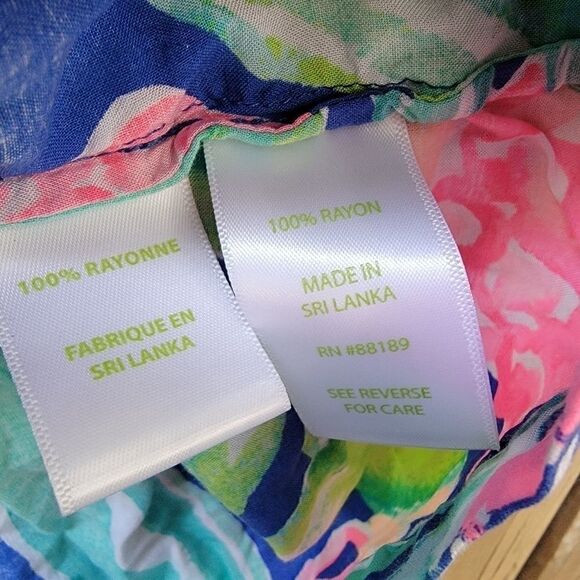 100% RAYONNE
FABRIQUE EN
SRI LANKA
100% RAYON
MADE IN
SRI LANKA
RN #88189
SEE REVERSE
FOR CARE